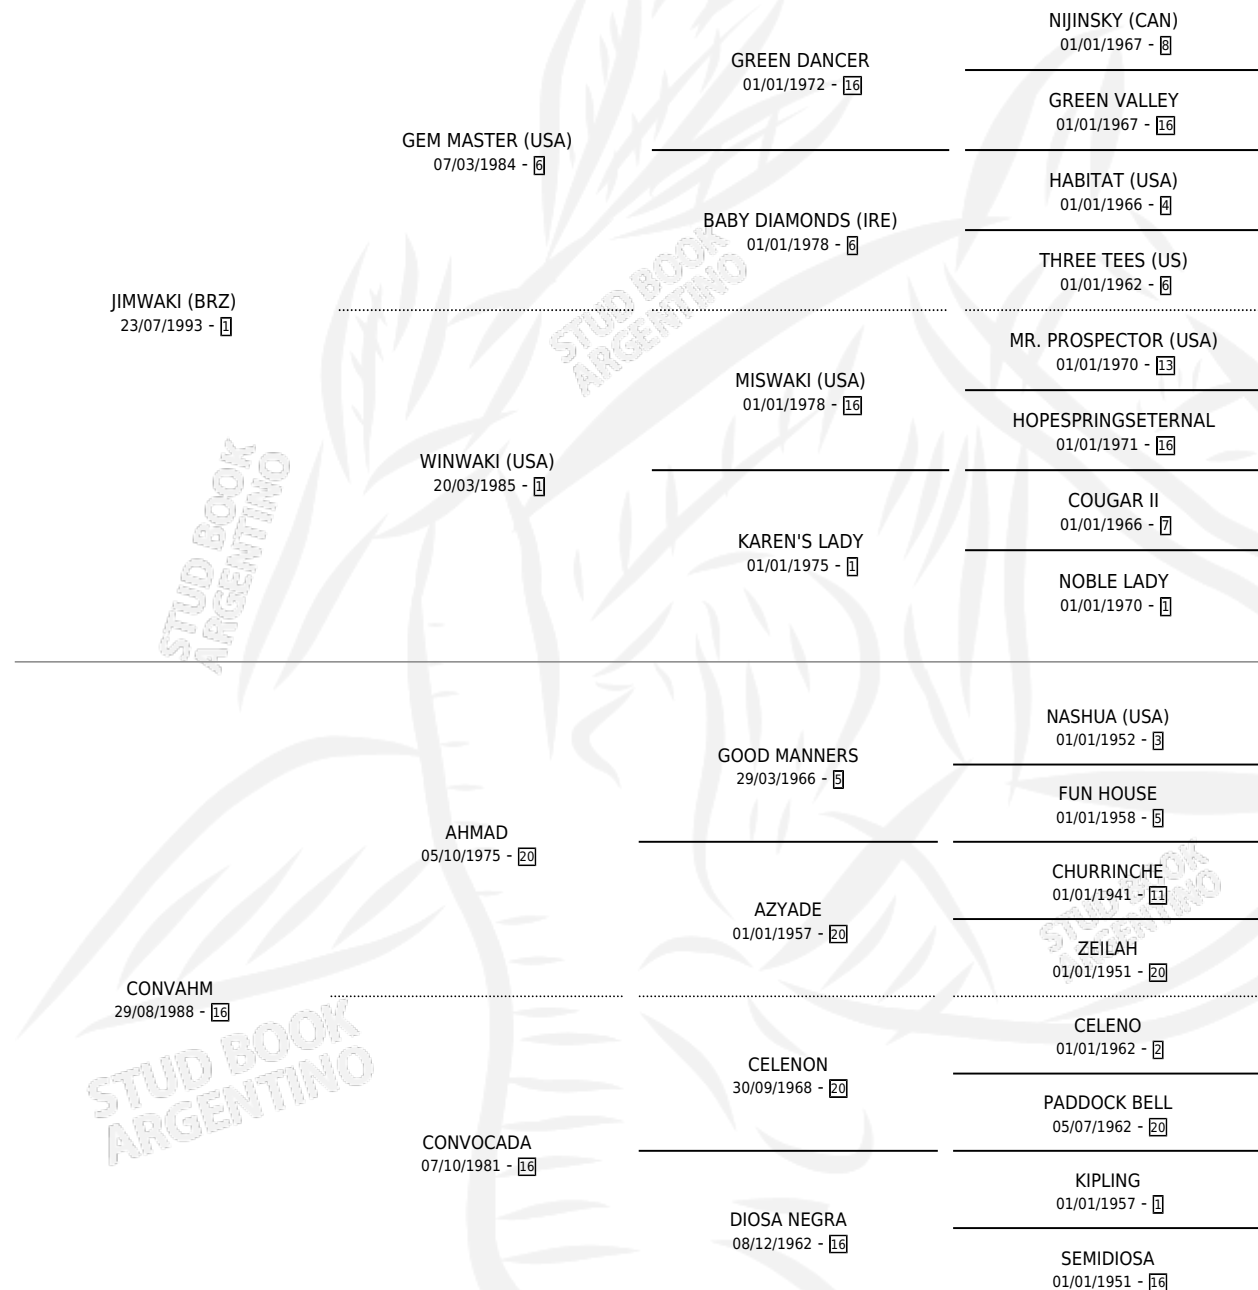 NIJINSKY (CAN)
01/01/1967 - 8
GREEN DANCER
01/01/1972 - 16
GREEN VALLEY
01/01/1967 - 16
GEM MASTER (USA)
07/03/1984 - 6
HABITAT (USA)
01/01/1966 - 4
BABY DIAMONDS (IRE)
01/01/1978 - 6
THREE TEES (US)
01/01/1962 - 6
STUD BOOK
ARGENTINO
JIMWAKI (BRZ)
23/07/1993 - 1
MR. PROSPECTOR (USA)
01/01/1970 - 13
MISWAKI (USA)
01/01/1978 - 16
HOPESPRINGSETERNAL
01/01/1971 - 16
WINWAKI (USA)
20/03/1985 - 1
COUGAR II
01/01/1966 - 7
KAREN'S LADY
01/01/1975 - 1
NOBLE LADY
01/01/1970 - 1
STUD BOOK
ARGENTINO
NASHUA (USA)
01/01/1952 - 3
GOOD MANNERS
29/03/1966 - 5
FUN HOUSE
01/01/1958 - 5
AHMAD
05/10/1975 - 20
CHURRINCHE
01/01/1941 - 11
AZYADE
01/01/1957 - 20
ZEILAH
01/01/1951 - 20
STUD BOOK
ARGENTINO
CONVAHM
29/08/1988 - 16
CELENO
01/01/1962 - 2
CELENON
30/09/1968 - 20
PADDOCK BELL
05/07/1962 - 20
STUD BOOK
ARGENTINO
CONVOCADA
07/10/1981 - 16
KIPLING
01/01/1957 - 1
DIOSA NEGRA
08/12/1962 - 16
SEMIDIOSA
01/01/1951 - 16